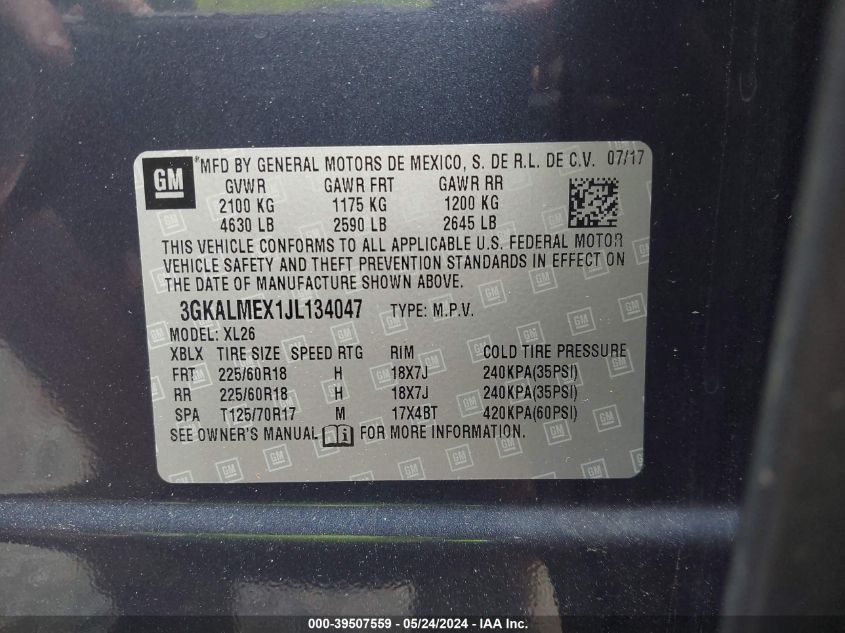 GM
*MFD BY GENERAL MOTORS DE MEXICO, S. DE R.L. DE C.V. 07/17
GVWR GAWR FRT GAWR RR
2100 KG 1175 KG 1200 KG
4630 LB 2590 LB 2645 LB
THIS VEHICLE CONFORMS TO ALL APPLICABLE U.S. FEDERAL MOTOR
VEHICLE SAFETY AND THEFT PREVENTION STANDARDS IN EFFECT ON
THE DATE OF MANUFACTURE SHOWN ABOVE.
3GKALMEX1JL134047 TYPE: M.P.V.
MODEL: XL26
XBLX TIRE SIZE SPEED RTG RIM COLD TIRE PRESSURE
FRT 225/60R18 H 18X7J 240KPA(35PSI)
RR 225/60R18 H 18X7J 240KPA(35PSI)
SPA T125/70R17 M 17X4BT 420KPA(60PSI)
SEE OWNER'S MANUAL i FOR MORE INFORMATION.
000-39507559 - 05/24/2024 - IAA Inc.